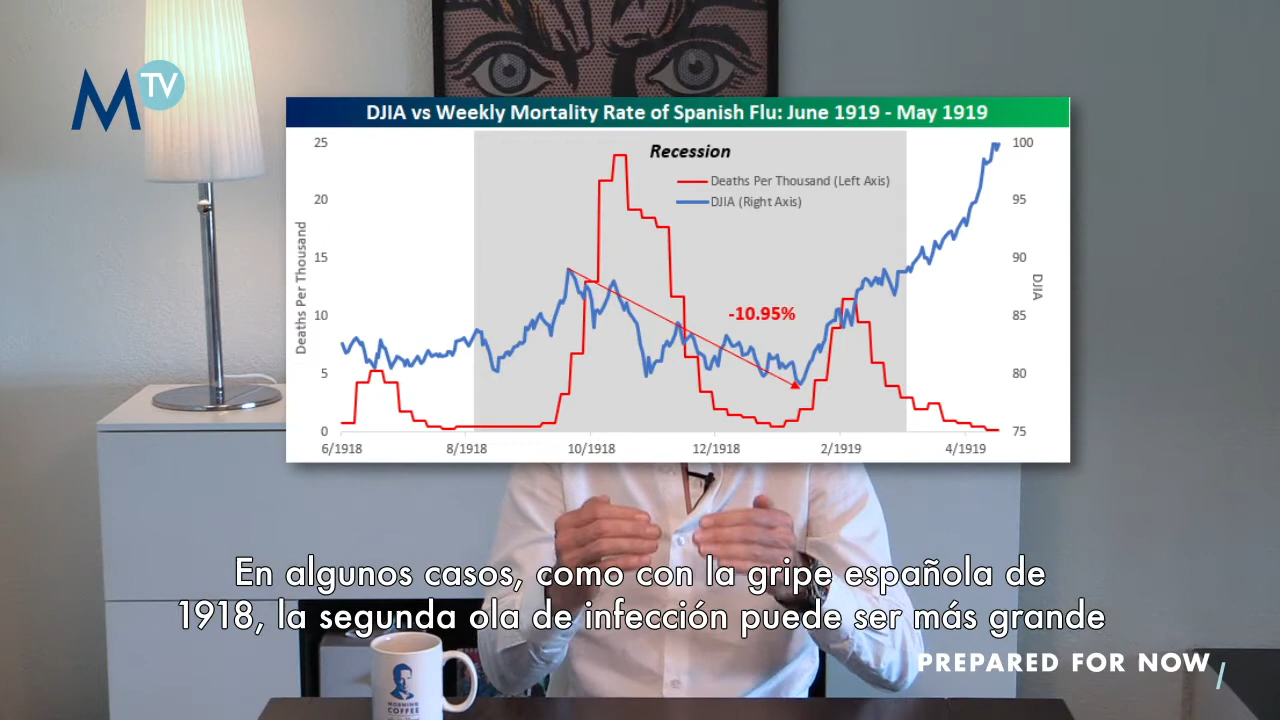 M TV
DJIA vs Weekly Mortality Rate of Spanish Flu: June 1919 - May 1919
Recession
Deaths Per Thousand (Left Axis)
DJIA (Right Axis)
-10.95%
Deaths Per Thousand
25
20
15
10
5
0
DJIA
100
95
90
85
80
75
6/1918 8/1918 10/1918 12/1918 2/1919 4/1919
En algunos casos, como con la gripe española de
1918, la segunda ola de infección puede ser más grande
PREPARED FOR NOW /
MORNING
COFFEE